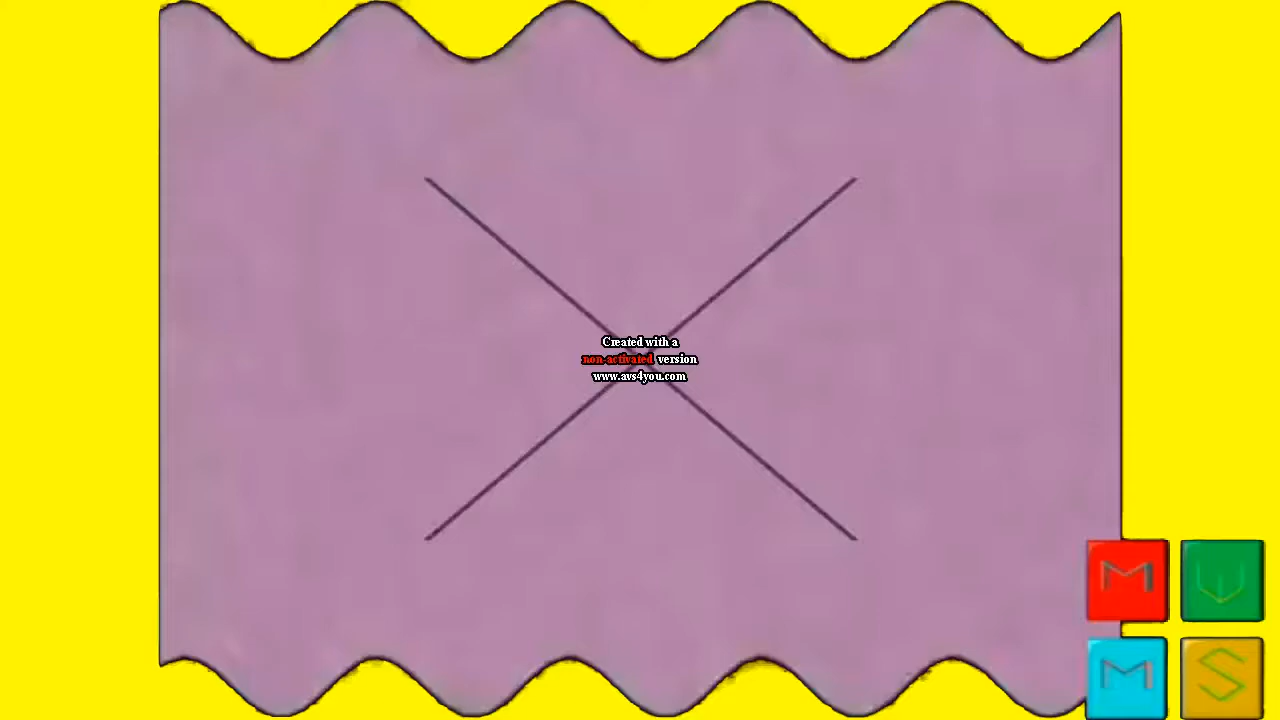 Created with a
non-activated version
www.avs4you.com
M W
M S